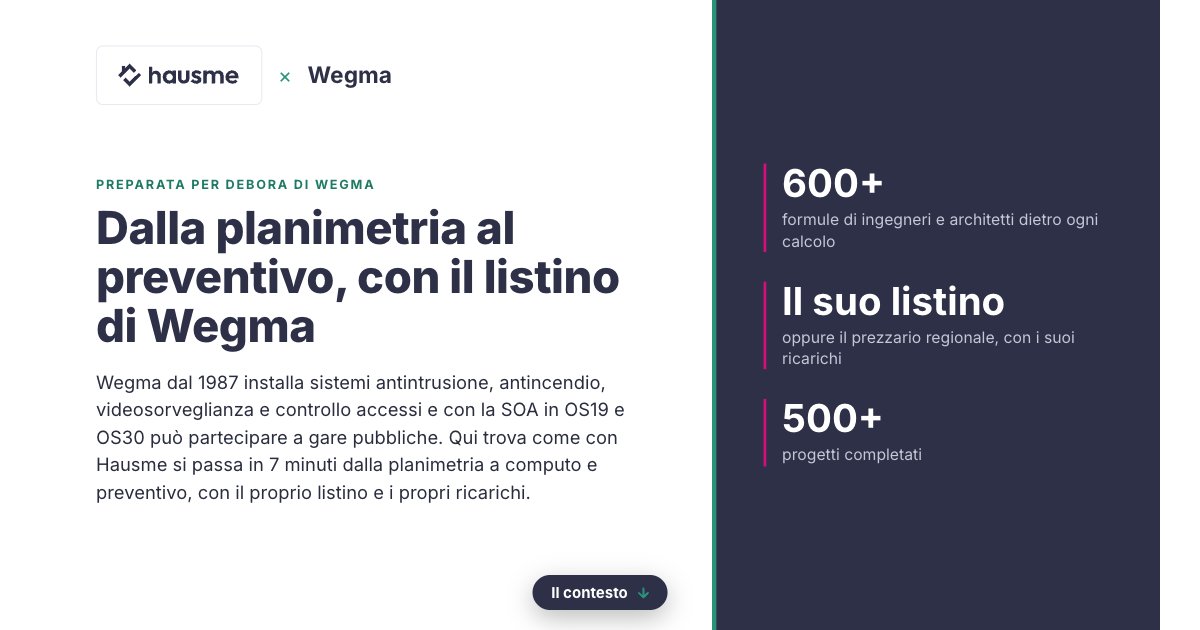 hausme × Wegma
PREPARATA PER DEBORA DI WEGMA
Dalla planimetria al
preventivo, con il listino
di Wegma
Wegma dal 1987 installa sistemi antintrusione, antincendio,
videosorveglianza e controllo accessi e con la SOA in OS19 e
OS30 può partecipare a gare pubbliche. Qui trova come con
Hausme si passa in 7 minuti dalla planimetria a computo e
preventivo, con il proprio listino e i propri ricarichi.
Il contesto ↓
600+
formule di ingegneri e architetti dietro ogni
calcolo
Il suo listino
oppure il prezzario regionale, con i suoi
ricarichi
500+
progetti completati